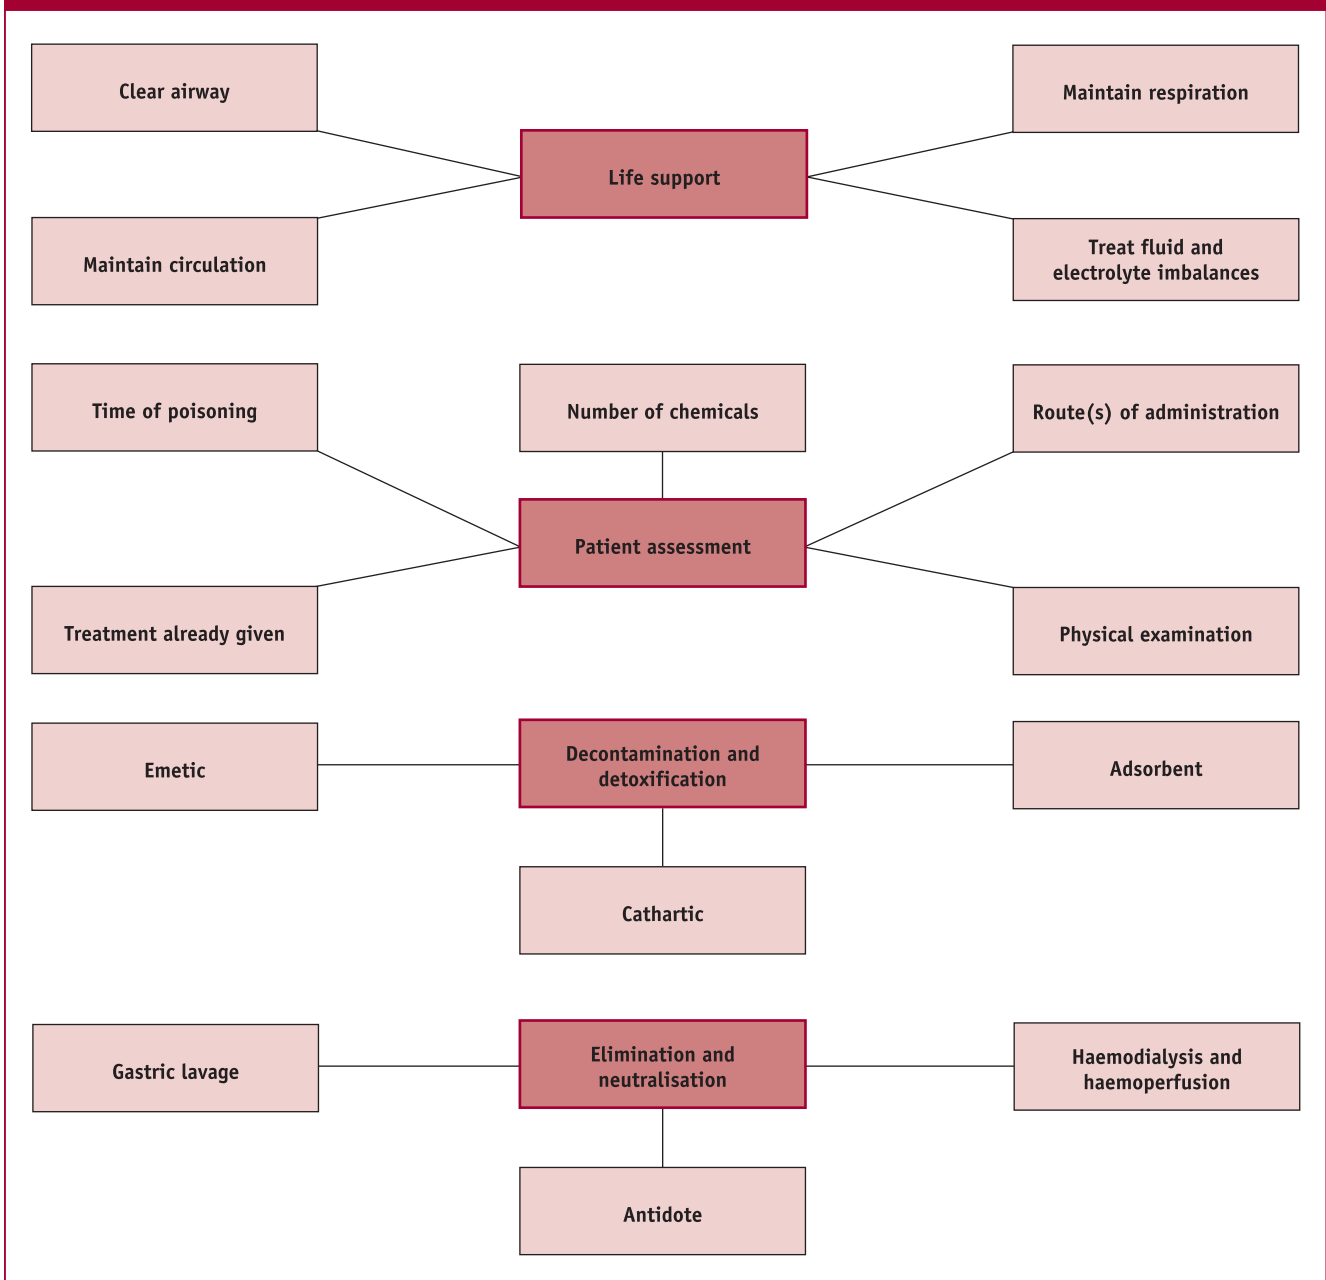 Clear airway
Maintain respiration
Life support
Maintain circulation
Treat fluid and
electrolyte imbalances
Time of poisoning
Number of chemicals
Route(s) of administration
Patient assessment
Treatment already given
Physical examination
Emetic
Decontamination and
detoxification
Adsorbent
Cathartic
Gastric lavage
Elimination and
neutralisation
Haemodialysis and
haemoperfusion
Antidote